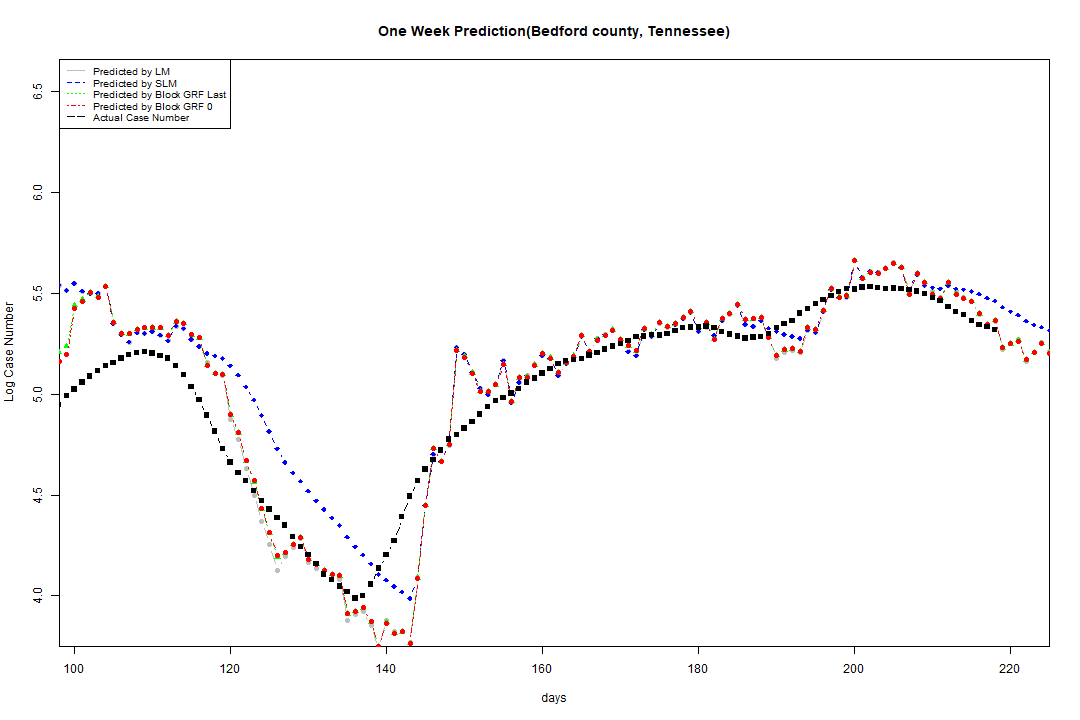 One Week Prediction(Bedford county, Tennessee)
Predicted by LM
Predicted by SLM
Predicted by Block GRF Last
Predicted by Block GRF 0
Actual Case Number
6.5
6.0
5.5
5.0
4.5
4.0
Log Case Number
100 120 140 160 180 200 220
days